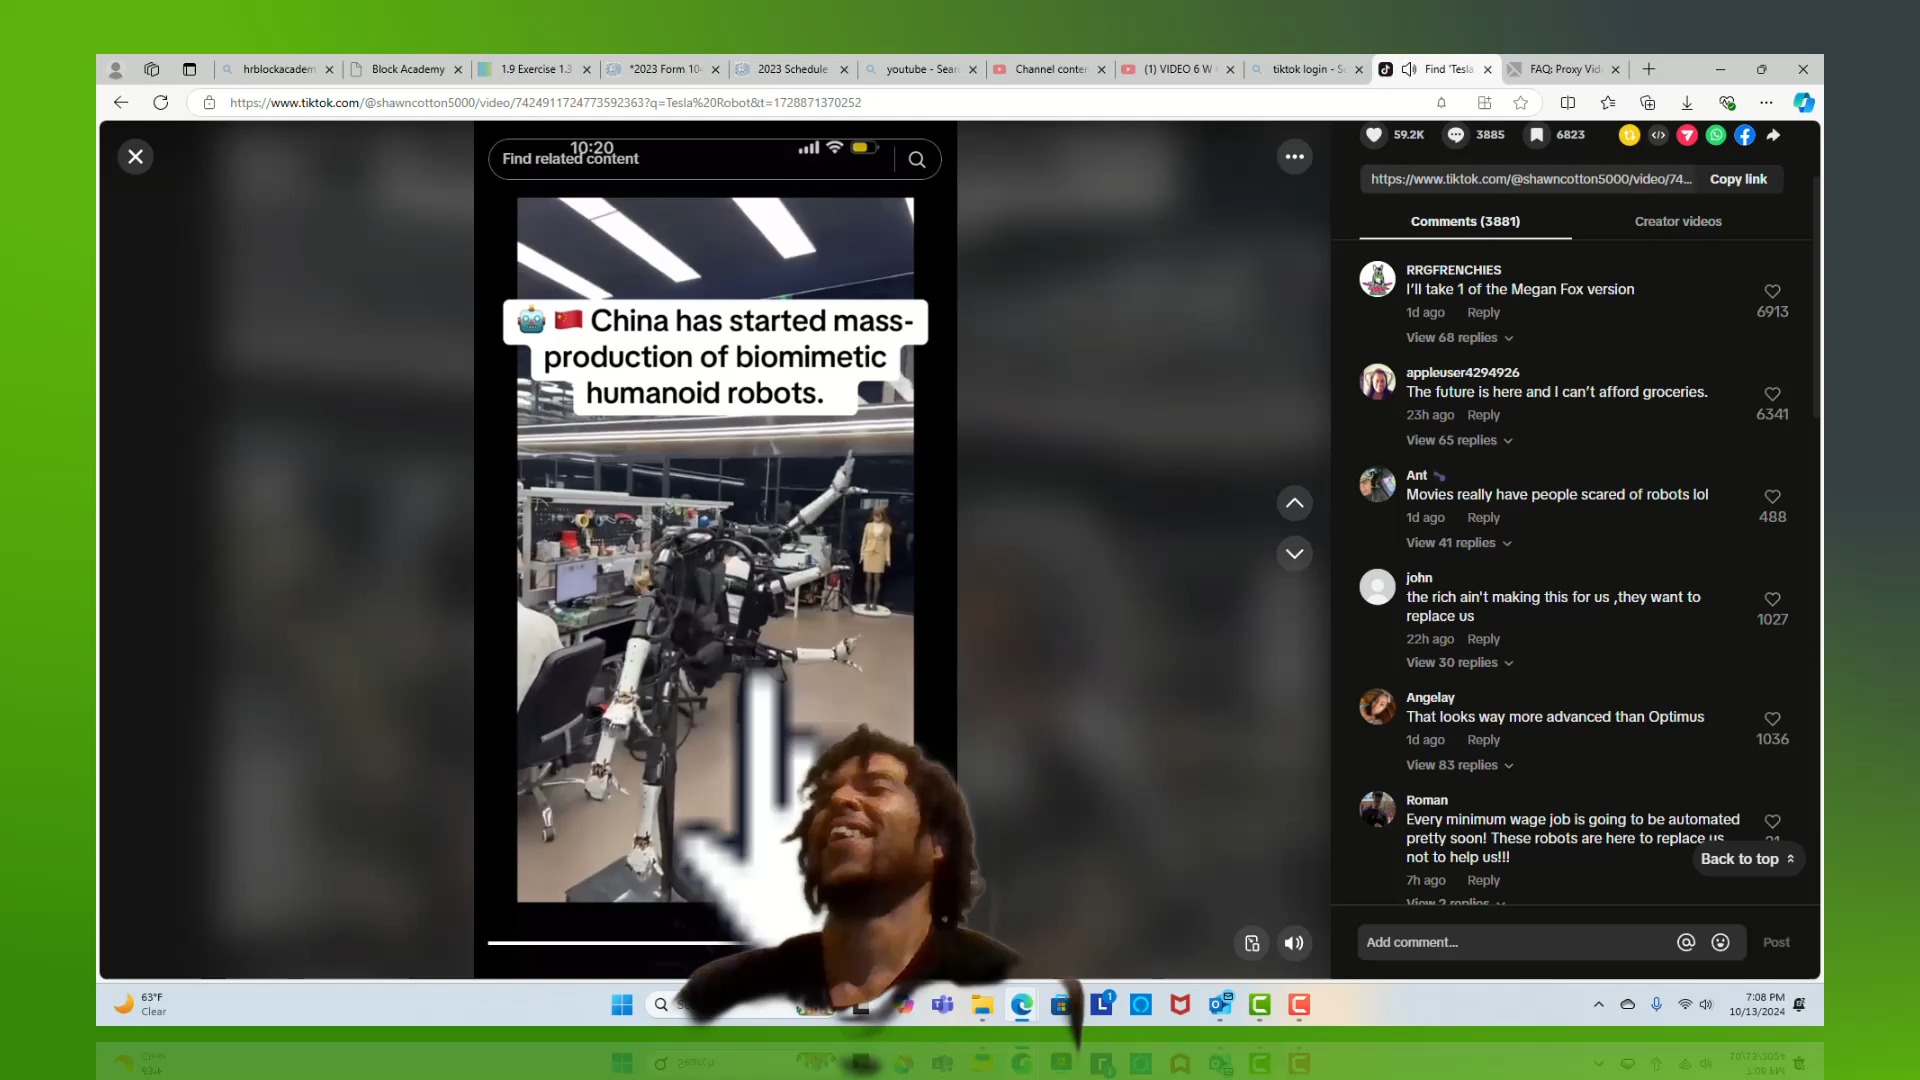 hrblockacadem
Block Academy
1.9 Exercise 1.3
*2023 Form 10-
2023 Schedule
youtube - Sear
Channel conten
(1) VIDEO 6 W
tiktok login - S
Find 'Tesla
FAQ: Proxy Vid
https://www.tiktok.com/@shawncotton5000/video/7424911724773592363?q=Tesla%20Robot&t=1728871370252
10:20
Find related content
🤖 🇨🇳 China has started mass-
production of biomimetic
humanoid robots.
59.2K
3885
6823
https://www.tiktok.com/@shawncotton5000/video/74...
Copy link
Comments (3881)
Creator videos
RRGFRENCHIES
I'll take 1 of the Megan Fox version
1d ago Reply
6913
View 68 replies
appleuser4294926
The future is here and I can't afford groceries.
23h ago Reply
6341
View 65 replies
Ant
Movies really have people scared of robots lol
1d ago Reply
488
View 41 replies
john
the rich ain't making this for us ,they want to
replace us
22h ago Reply
1027
View 30 replies
Angelay
That looks way more advanced than Optimus
1d ago Reply
1036
View 83 replies
Roman
Every minimum wage job is going to be automated
pretty soon! These robots are here to replace us
not to help us!!!
7h ago Reply
View 2 replies
Back to top
Add comment...
Post
63°F
Clear
7:08 PM
10/13/2024